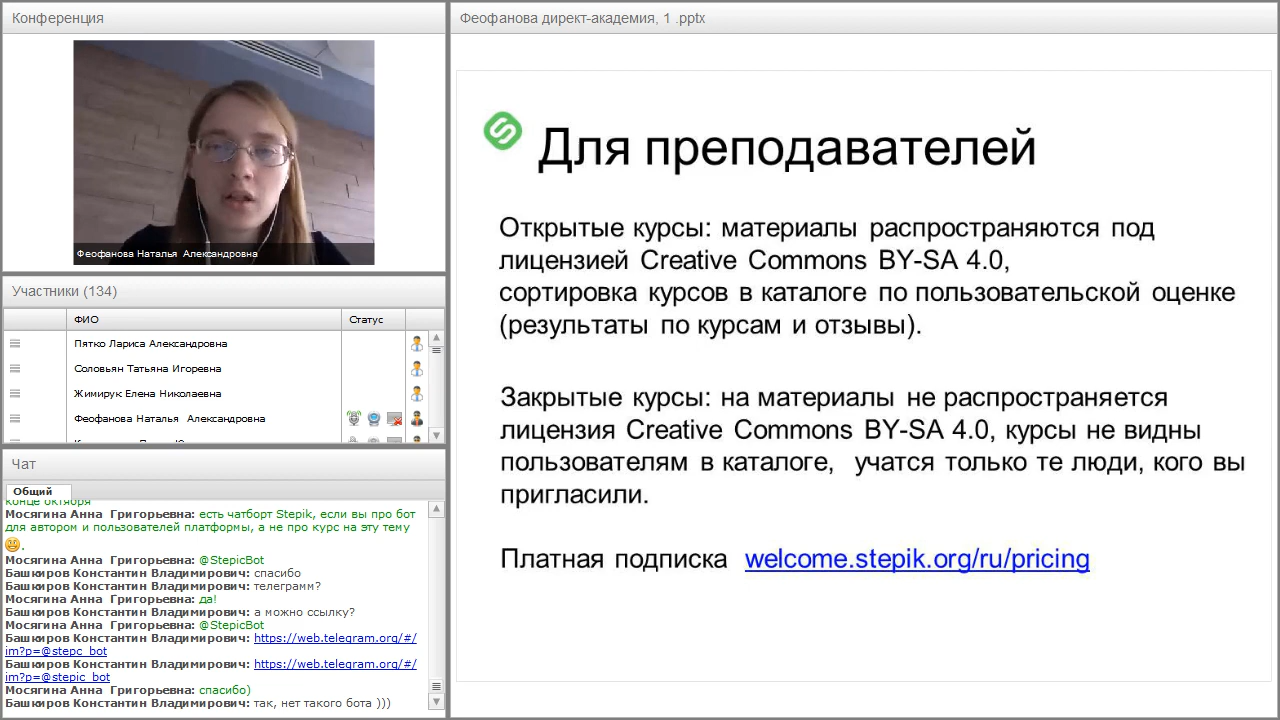 Конференция
Феофанова Наталья Александровна
Участники (134)
ФИО Статус
Пятко Лариса Александровна
Соловьян Татьяна Игоревна
Жимирук Елена Николаевна
Феофанова Наталья Александровна
Чат
Общий
конце октября
Мосягина Анна Григорьевна: есть чатборт Stepik, если вы про бот
для автором и пользователей платформы, а не про курс на эту тему
.
Мосягина Анна Григорьевна: @StepicBot
Башкиров Константин Владимирович: спасибо
Башкиров Константин Владимирович: телеграмм?
Мосягина Анна Григорьевна: да!
Башкиров Константин Владимирович: а можно ссылку?
Мосягина Анна Григорьевна: @StepicBot
Башкиров Константин Владимирович: https://web.telegram.org/#/
im?p=@stepc_bot
Башкиров Константин Владимирович: https://web.telegram.org/#/
im?p=@stepic_bot
Мосягина Анна Григорьевна: спасибо)
Башкиров Константин Владимирович: так, нет такого бота )))
Феофанова директ-академия, 1 .pptx
Для преподавателей
Открытые курсы: материалы распространяются под
лицензией Creative Commons BY-SA 4.0,
сортировка курсов в каталоге по пользовательской оценке
(результаты по курсам и отзывы).
Закрытые курсы: на материалы не распространяется
лицензия Creative Commons BY-SA 4.0, курсы не видны
пользователям в каталоге, учатся только те люди, кого вы
пригласили.
Платная подписка welcome.stepik.org/ru/pricing